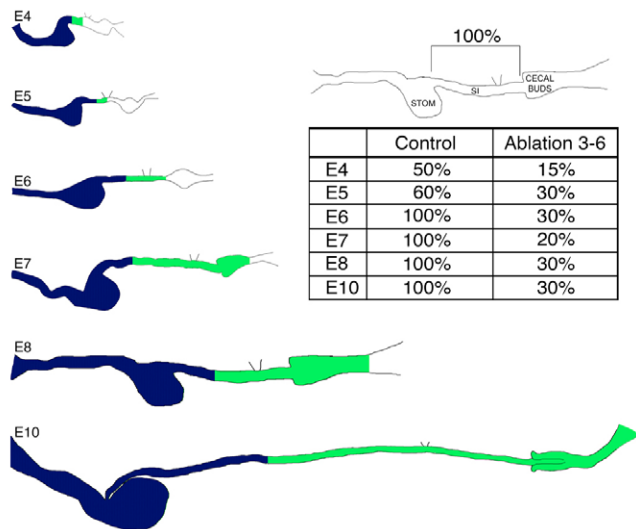 E4
E5
E6
E7
E8
E10
100%
STOM
SI
CECAL
BUDS
Control Ablation 3-6
E4 50% 15%
E5 60% 30%
E6 100% 30%
E7 100% 20%
E8 100% 30%
E10 100% 30%